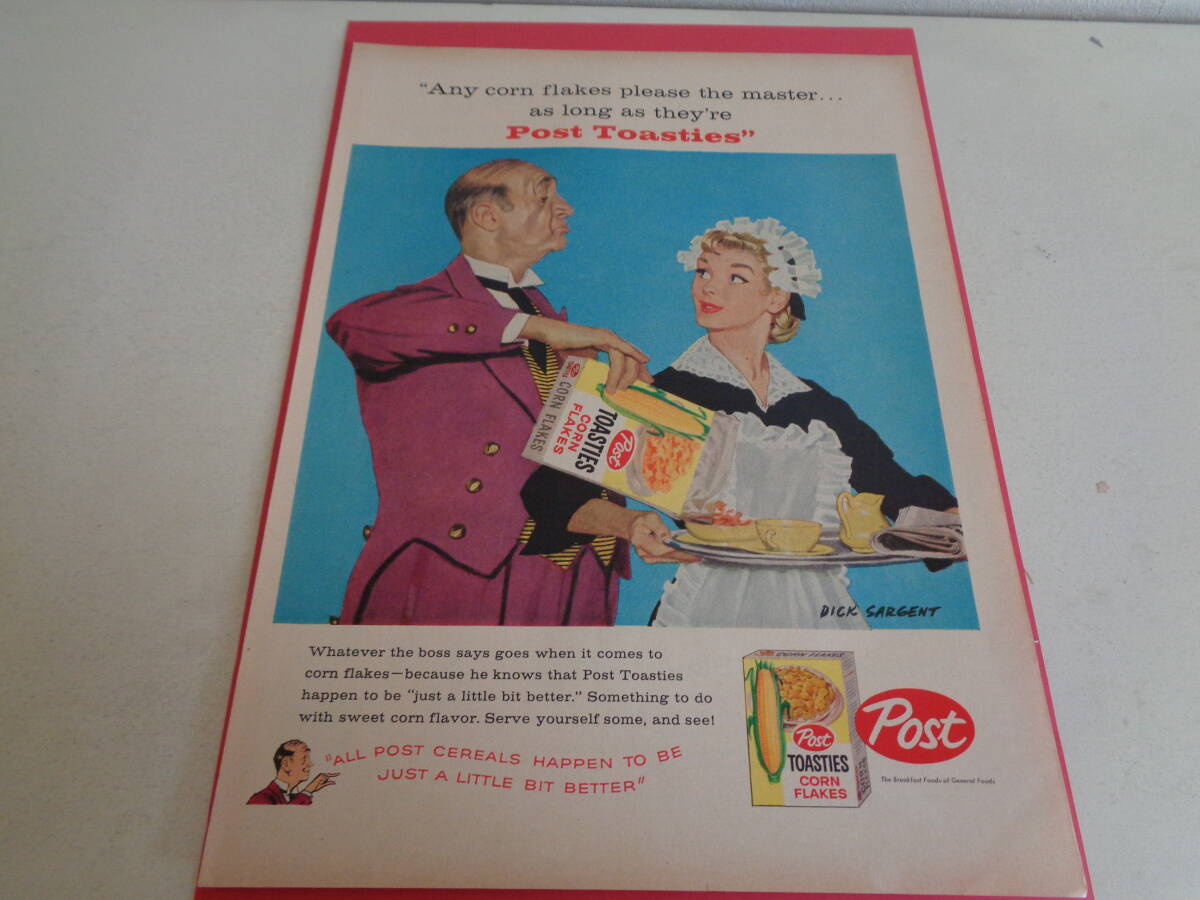 "Any corn flakes please the master...
as long as they're
Post Toasties"
CORN FLAKES
Post
TOASTIES
CORN
FLAKES
DICK SARGENT
Whatever the boss says goes when it comes to
corn flakes—because he knows that Post Toasties
happen to be "just a little bit better." Something to do
with sweet corn flavor. Serve yourself some, and see!
"ALL POST CEREALS HAPPEN TO BE
JUST A LITTLE BIT BETTER"
CORN FLAKES
Post
TOASTIES
CORN
FLAKES
Post
The Breakfast Foods of General Foods